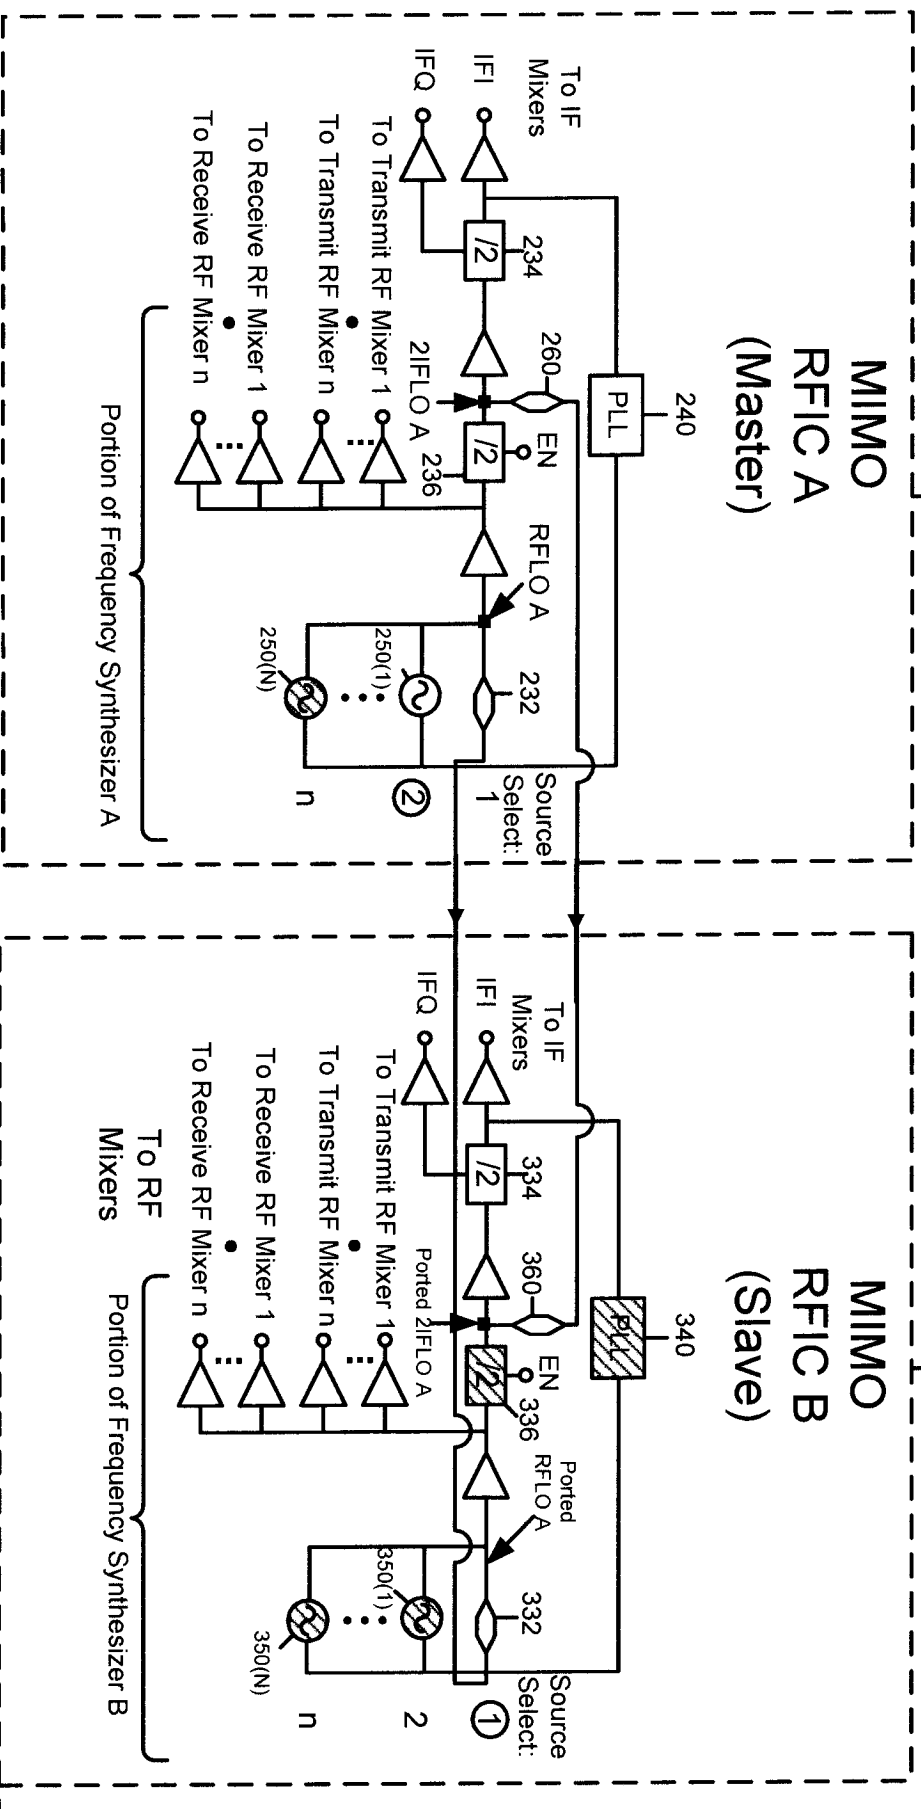 MIMO
RFIC A
(Master)
240
PLL
To IF
Mixers
IFI
IFQ
234
/2
260
2IFLO A
EN
/2
236
RFLO A
232
Source
Select:
1
2
n
250(1)
250(N)
To Transmit RF Mixer 1
To Transmit RF Mixer n
To Receive RF Mixer 1
To Receive RF Mixer n
Portion of Frequency Synthesizer A
MIMO
RFIC B
(Slave)
340
PLL
To IF
Mixers
IFI
IFQ
334
/2
360
Ported 2IFLO A
EN
/2
336
Ported
RFLO A
332
Source
Select:
1
2
n
350(1)
350(N)
To Transmit RF Mixer 1
To Transmit RF Mixer n
To Receive RF Mixer 1
To Receive RF Mixer n
To RF
Mixers
Portion of Frequency Synthesizer B